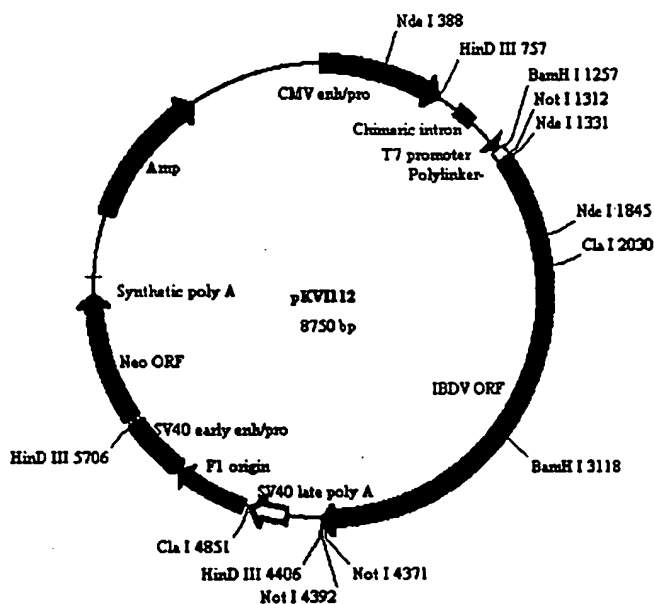 Nde I 388
HinD III 757
BamH I 1257
CMV enh/pro
Not I 1312
Nde I 1331
Chimeric intron
T7 promoter
Polylinker-
Amp
Nde I 1845
Cla I 2030
Synthetic poly A
pKVI112
8750 bp
Neo ORF
IBDV ORF
SV40 early enh/pro
HinD III 5706
BamH I 3118
F1 origin
SV40 late poly A
Cla I 4851
HinD III 4406
Not I 4371
Not I 4392